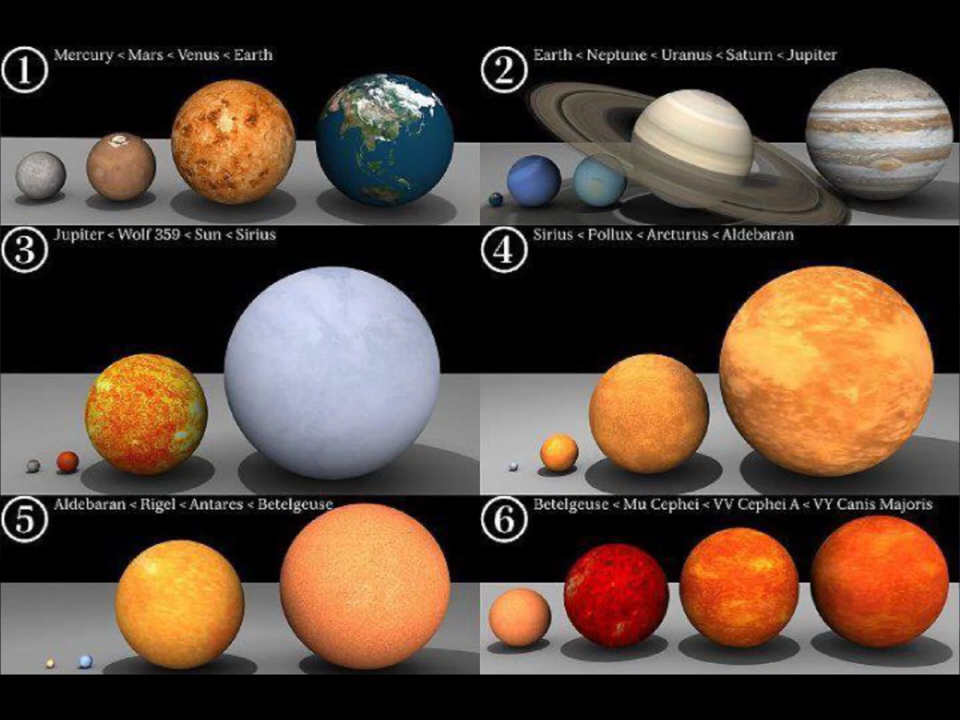 1 Mercury < Mars < Venus < Earth
2 Earth < Neptune < Uranus < Saturn < Jupiter
3 Jupiter < Wolf 359 < Sun < Sirius
4 Sirius < Pollux < Arcturus < Aldebaran
5 Aldebaran < Rigel < Antares < Betelgeuse
6 Betelgeuse < Mu Cephei < VV Cephei A < VY Canis Majoris